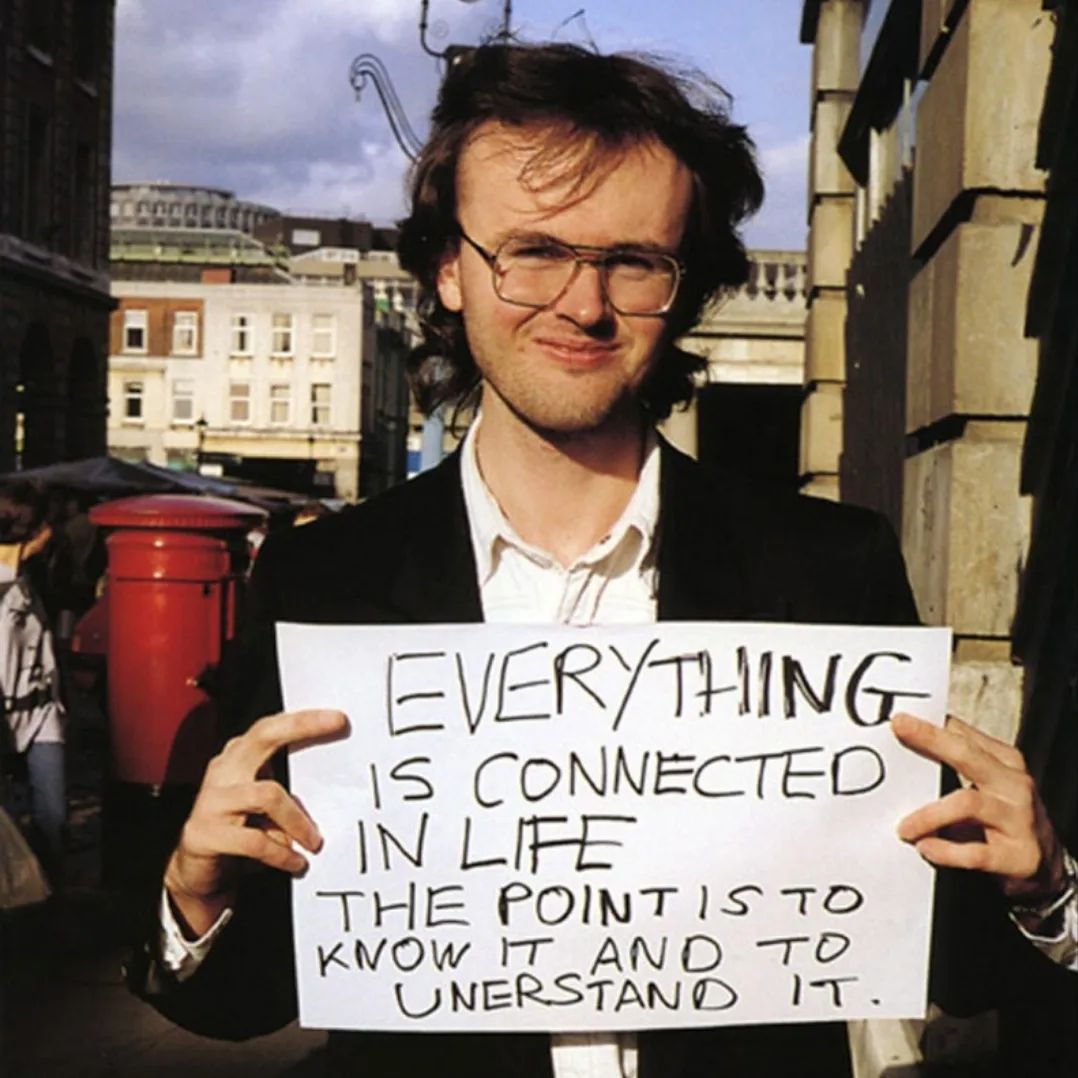 EVERYTHING
IS CONNECTED
IN LIFE
THE POINT IS TO
KNOW IT AND TO
UNERSTAND IT.